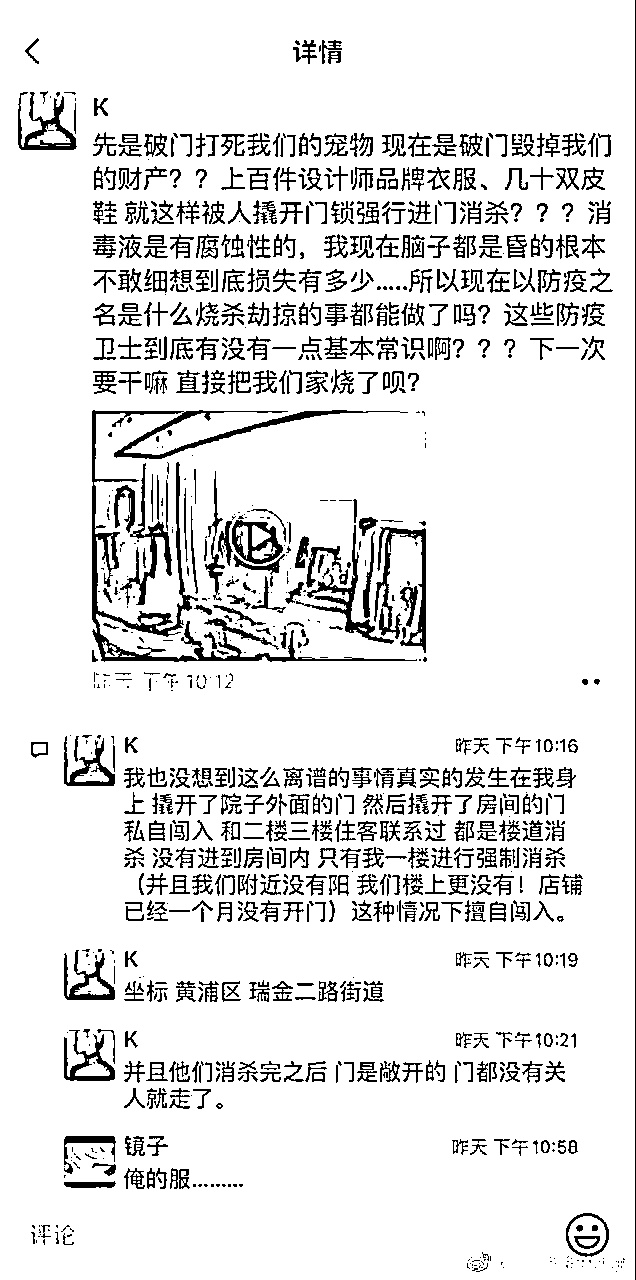 详情
K
先是破门打死我们的宠物 现在是破门毁掉我们
的财产？？上百件设计师品牌衣服、几十双皮
鞋 就这样被人撬开门锁强行进门消杀？？？消
毒液是有腐蚀性的，我现在脑子都是昏的根本
不敢细想到底损失有多少.....所以现在以防疫之
名是什么烧杀劫掠的事都能做了吗？这些防疫
卫士到底有没有一点基本常识啊？？？下一次
要干嘛 直接把我们家烧了呗?
昨天 下午10:12
K
昨天 下午10:16
我也没想到这么离谱的事情真实的发生在我身
上 撬开了院子外面的门 然后撬开了房间的门
私自闯入 和二楼三楼住客联系过 都是楼道消
杀 没有进到房间内 只有我一楼进行强制消杀
（并且我们附近没有阳 我们楼上更没有！店铺
已经一个月没有开门）这种情况下擅自闯入。
K
昨天 下午10:19
坐标 黄浦区 瑞金二路街道
K
昨天 下午10:21
并且他们消杀完之后 门是敞开的 门都没有关
人就走了。
镜子
昨天 下午10:58
俺的服.........
评论